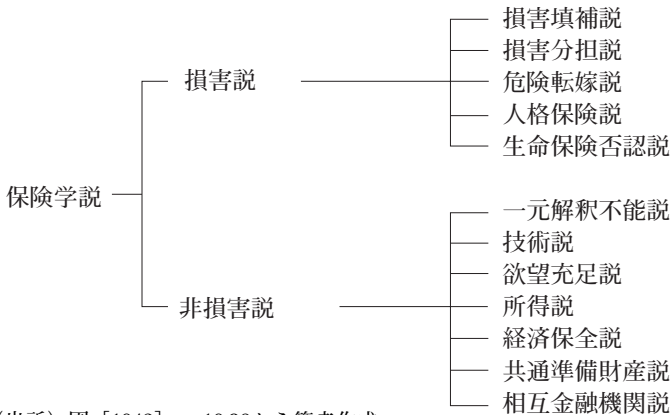 保険学説
損害説
損害填補説
損害分担説
危険転嫁説
人格保険説
生命保険否認説
非損害説
一元解釈不能説
技術説
欲望充足説
所得説
経済保全説
共通準備財産説
相互金融機関説